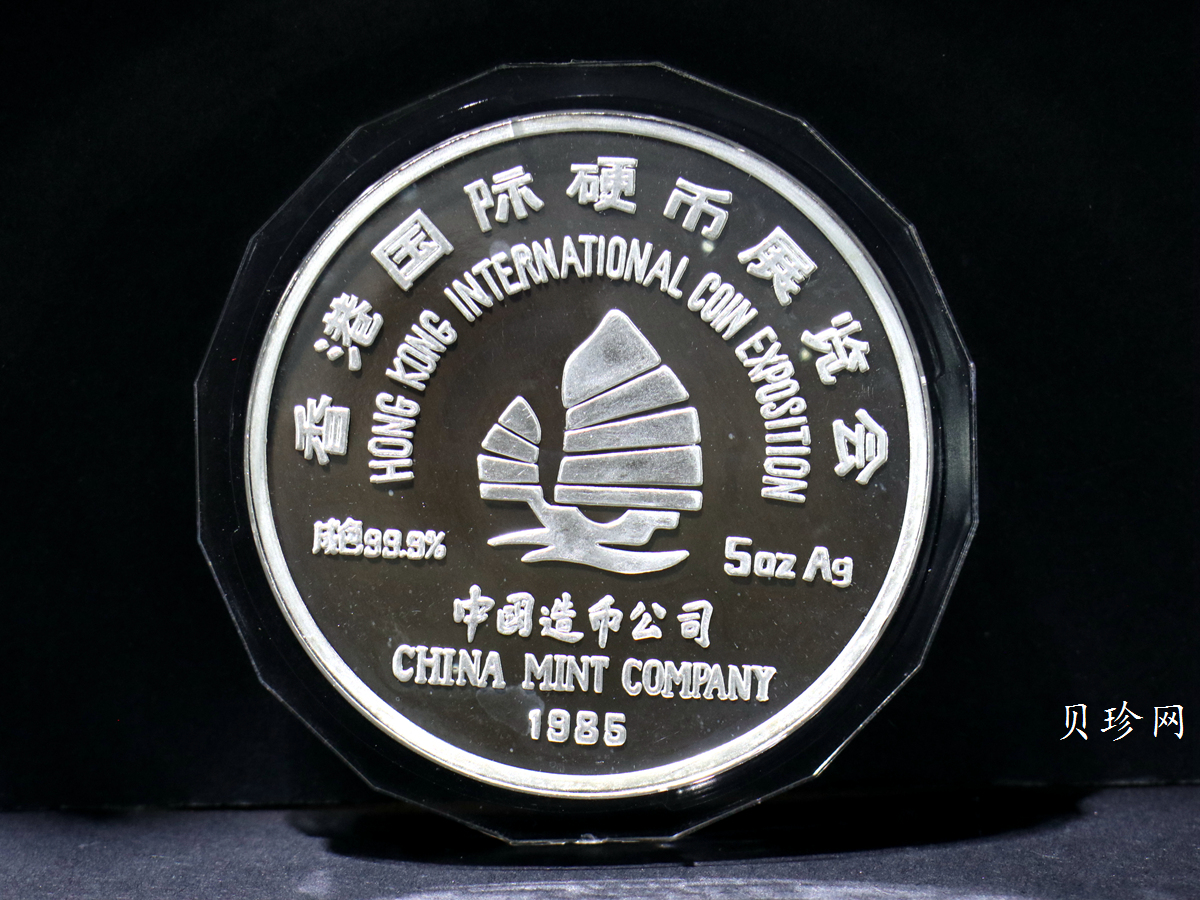 香港国际硬币展览会
HONG KONG INTERNATIONAL COIN EXPOSITION
成色99.9%
5oz Ag
中国造币公司
CHINA MINT COMPANY
1985
贝珍网